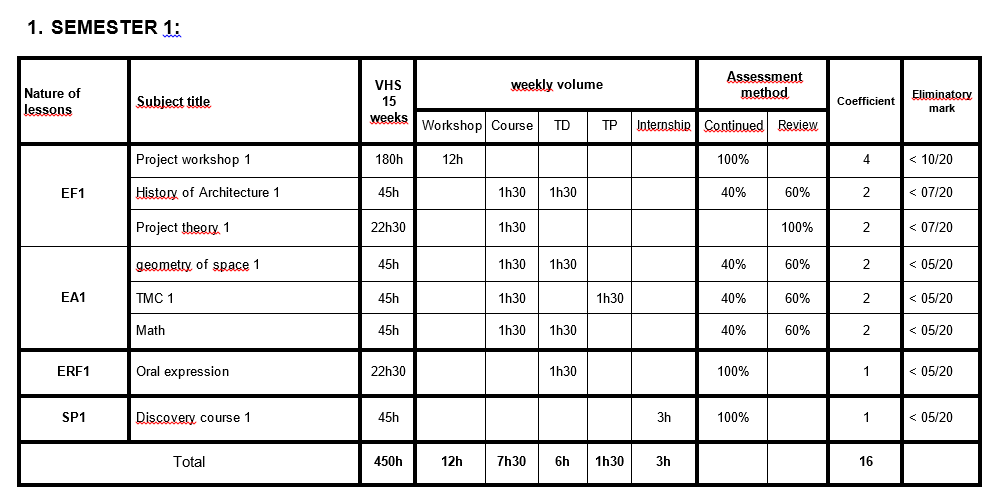 1. SEMESTER 1:
Nature of lessons Subject title VHS 15 weeks weekly volume Assessment method Coefficient Eliminatory mark
Workshop Course TD TP Internship Continued Review
EF1
Project workshop 1 180h 12h 100% 4 < 10/20
History of Architecture 1 45h 1h30 1h30 40% 60% 2 < 07/20
Project theory 1 22h30 1h30 100% 2 < 07/20
EA1
geometry of space 1 45h 1h30 1h30 40% 60% 2 < 05/20
TMC 1 45h 1h30 1h30 40% 60% 2 < 05/20
Math 45h 1h30 1h30 40% 60% 2 < 05/20
ERF1 Oral expression 22h30 1h30 100% 1 < 05/20
SP1 Discovery course 1 45h 3h 100% 1 < 05/20
Total 450h 12h 7h30 6h 1h30 3h 16